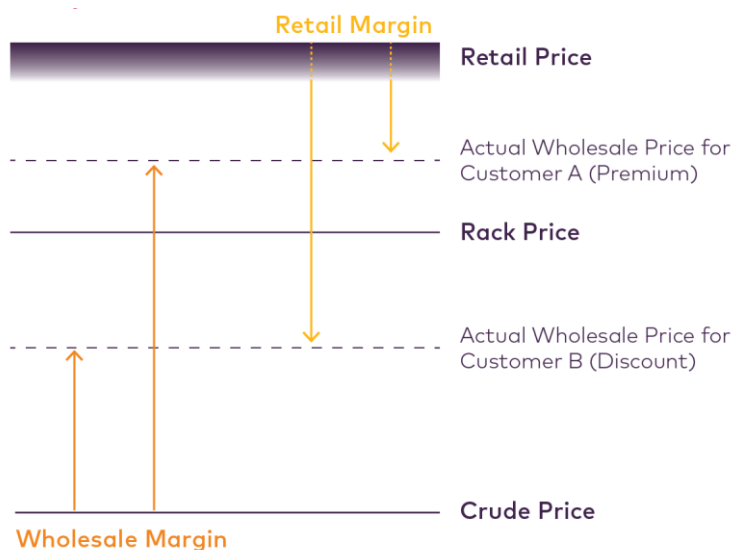 Retail Margin
Retail Price
Actual Wholesale Price for
Customer A (Premium)
Rack Price
Actual Wholesale Price for
Customer B (Discount)
Crude Price
Wholesale Margin